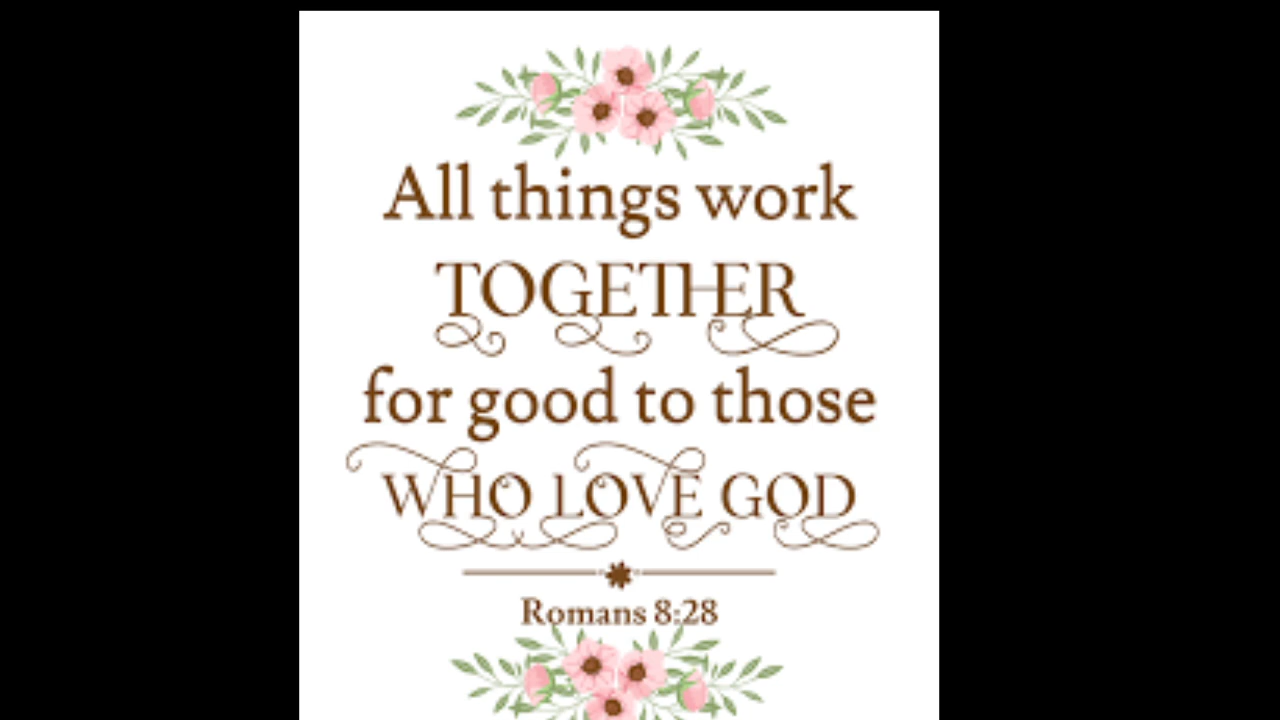 All things work
TOGETHER
for good to those
WHO LOVE GOD
Romans 8:28